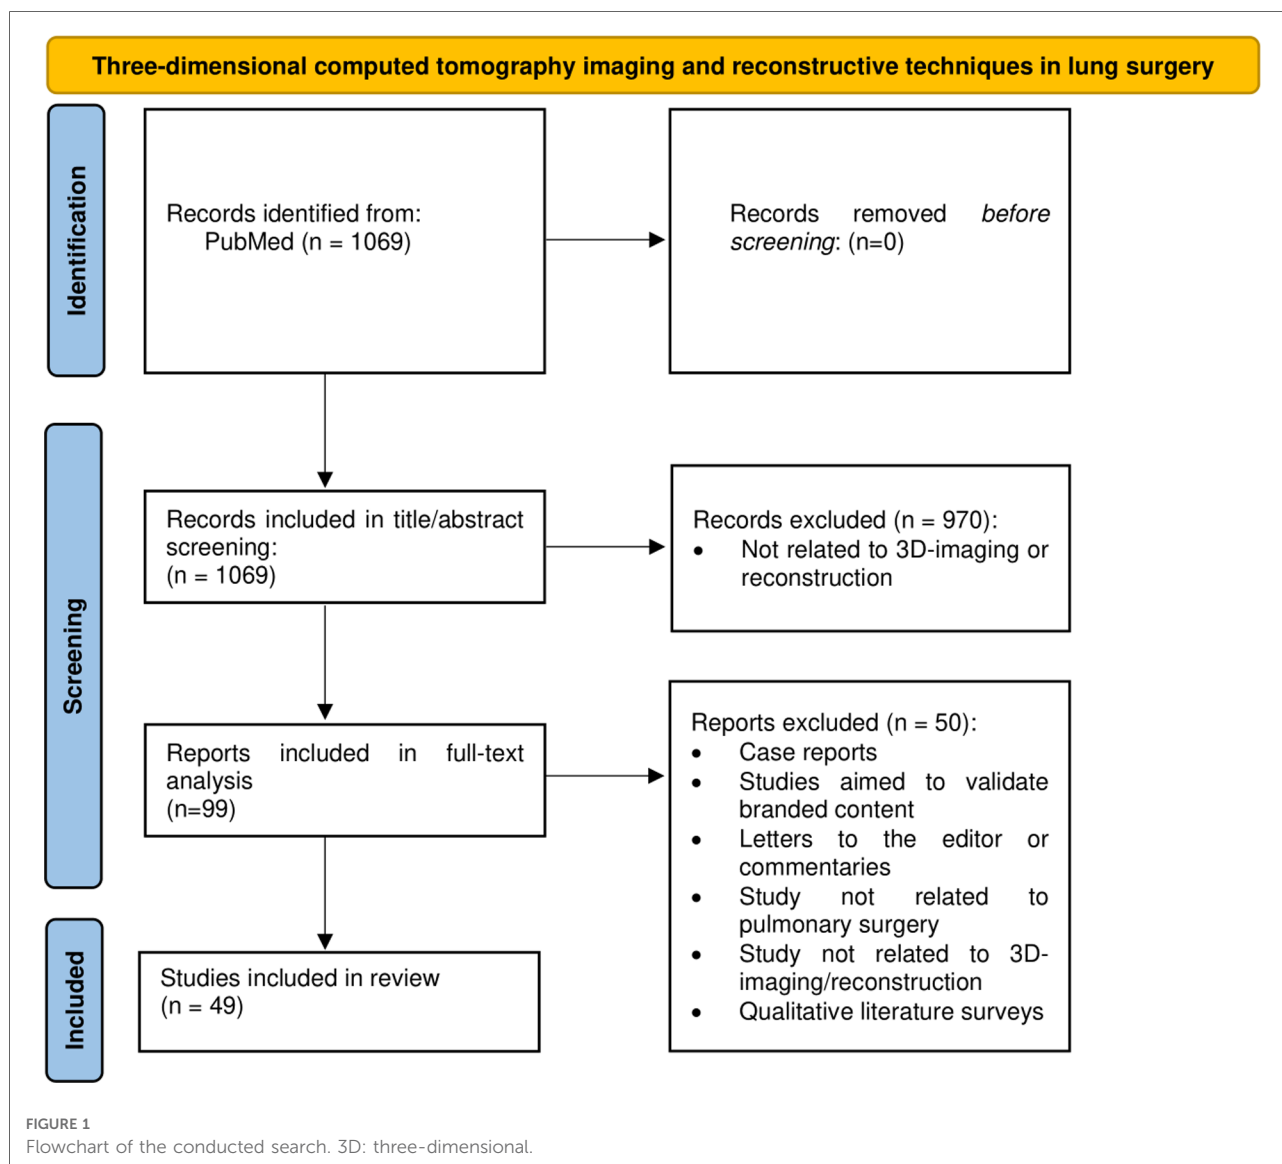 Three-dimensional computed tomography imaging and reconstructive techniques in lung surgery
Identification
Records identified from:
PubMed (n = 1069)
Records removed before
screening: (n=0)
Screening
Records included in title/abstract
screening:
(n = 1069)
Records excluded (n = 970):
• Not related to 3D-imaging or
reconstruction
Reports included in full-text
analysis
(n=99)
Reports excluded (n = 50):
• Case reports
• Studies aimed to validate
branded content
• Letters to the editor or
commentaries
• Study not related to
pulmonary surgery
• Study not related to 3D-
imaging/reconstruction
• Qualitative literature surveys
Included
Studies included in review
(n = 49)
FIGURE 1
Flowchart of the conducted search. 3D: three-dimensional.